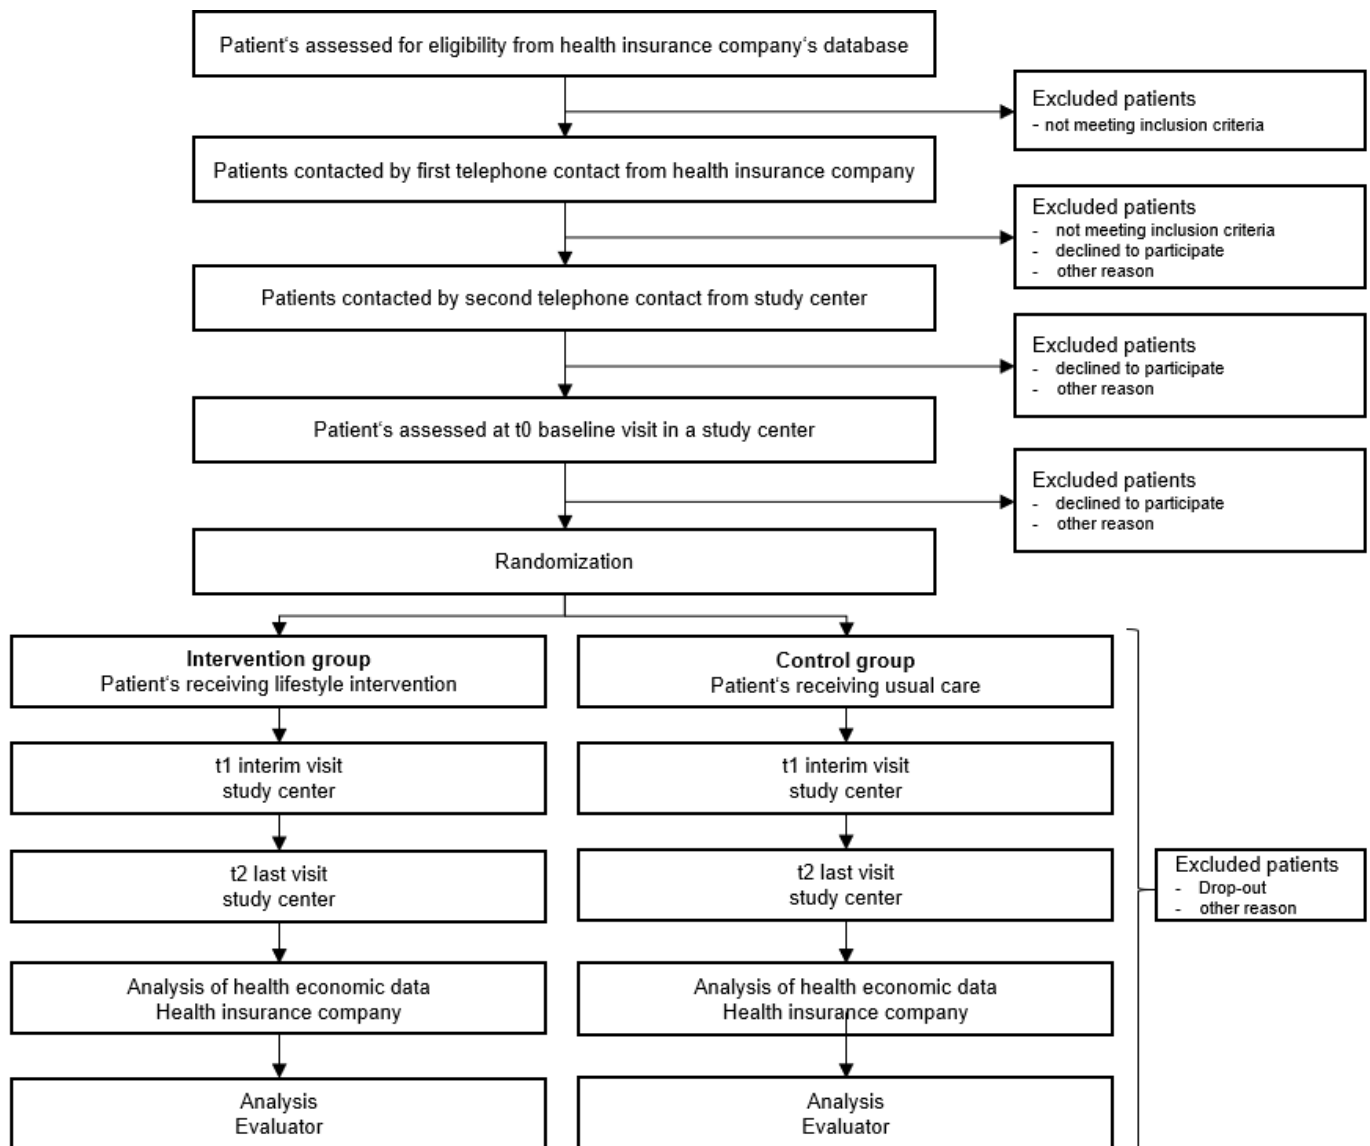 Patient‘s assessed for eligibility from health insurance company‘s database
Excluded patients
- not meeting inclusion criteria
Patients contacted by first telephone contact from health insurance company
Excluded patients
- not meeting inclusion criteria
- declined to participate
- other reason
Patients contacted by second telephone contact from study center
Excluded patients
- declined to participate
- other reason
Patient‘s assessed at t0 baseline visit in a study center
Excluded patients
- declined to participate
- other reason
Randomization
Intervention group
Patient‘s receiving lifestyle intervention
Control group
Patient‘s receiving usual care
t1 interim visit
study center
t1 interim visit
study center
t2 last visit
study center
t2 last visit
study center
Excluded patients
- Drop-out
- other reason
Analysis of health economic data
Health insurance company
Analysis of health economic data
Health insurance company
Analysis
Evaluator
Analysis
Evaluator